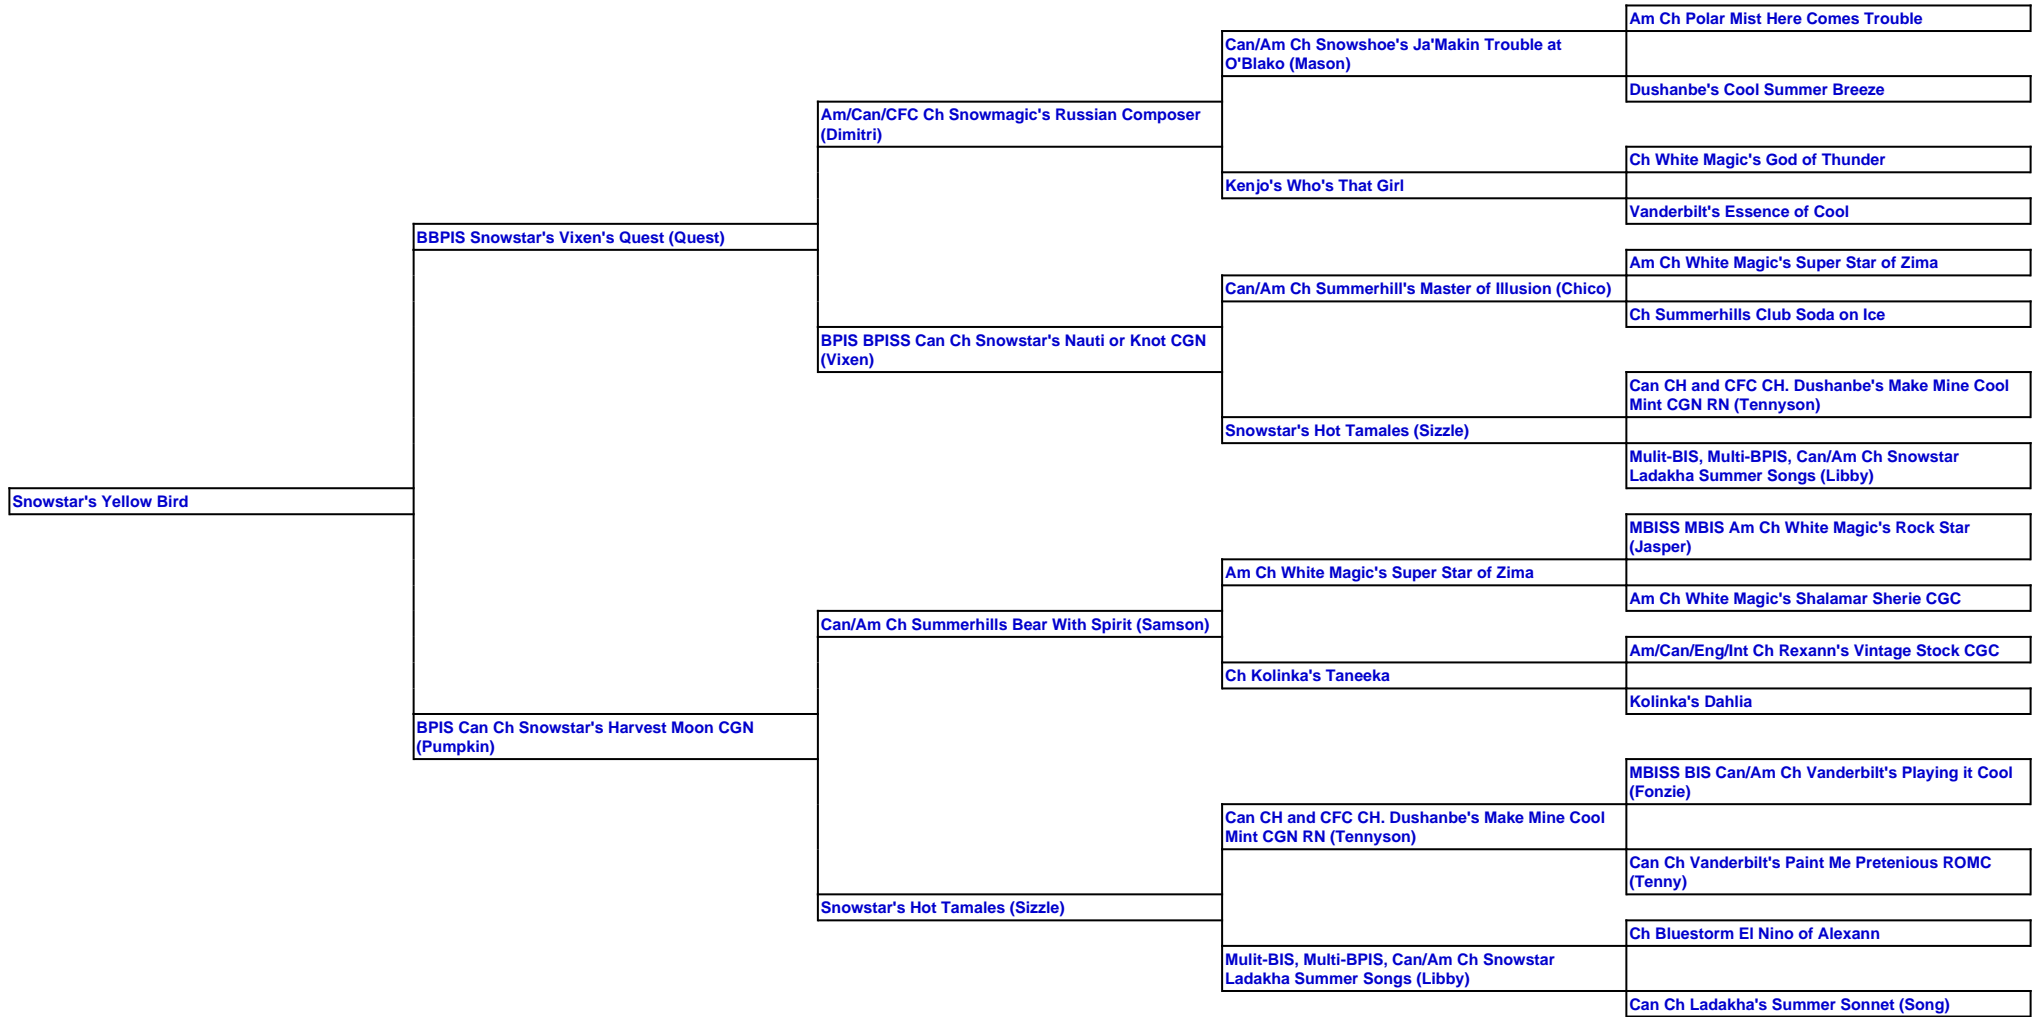 Am Ch Polar Mist Here Comes Trouble
Can/Am Ch Snowshoe's Ja'Makin Trouble at
O'Blako (Mason)
Dushanbe's Cool Summer Breeze
Am/Can/CFC Ch Snowmagic's Russian Composer
(Dimitri)
Ch White Magic's God of Thunder
Kenjo's Who's That Girl
Vanderbilt's Essence of Cool
BBPIS Snowstar's Vixen's Quest (Quest)
Am Ch White Magic's Super Star of Zima
Can/Am Ch Summerhill's Master of Illusion (Chico)
Ch Summerhills Club Soda on Ice
BPIS BPISS Can Ch Snowstar's Nauti or Knot CGN
(Vixen)
Can CH and CFC CH. Dushanbe's Make Mine Cool
Mint CGN RN (Tennyson)
Snowstar's Hot Tamales (Sizzle)
Mulit-BIS, Multi-BPIS, Can/Am Ch Snowstar
Ladakha Summer Songs (Libby)
Snowstar's Yellow Bird
MBISS MBIS Am Ch White Magic's Rock Star
(Jasper)
Am Ch White Magic's Super Star of Zima
Am Ch White Magic's Shalamar Sherie CGC
Can/Am Ch Summerhills Bear With Spirit (Samson)
Am/Can/Eng/Int Ch Rexann's Vintage Stock CGC
Ch Kolinka's Taneeka
Kolinka's Dahlia
BPIS Can Ch Snowstar's Harvest Moon CGN
(Pumpkin)
MBISS BIS Can/Am Ch Vanderbilt's Playing it Cool
(Fonzie)
Can CH and CFC CH. Dushanbe's Make Mine Cool
Mint CGN RN (Tennyson)
Can Ch Vanderbilt's Paint Me Pretenious ROMC
(Tenny)
Snowstar's Hot Tamales (Sizzle)
Ch Bluestorm El Nino of Alexann
Mulit-BIS, Multi-BPIS, Can/Am Ch Snowstar
Ladakha Summer Songs (Libby)
Can Ch Ladakha's Summer Sonnet (Song)